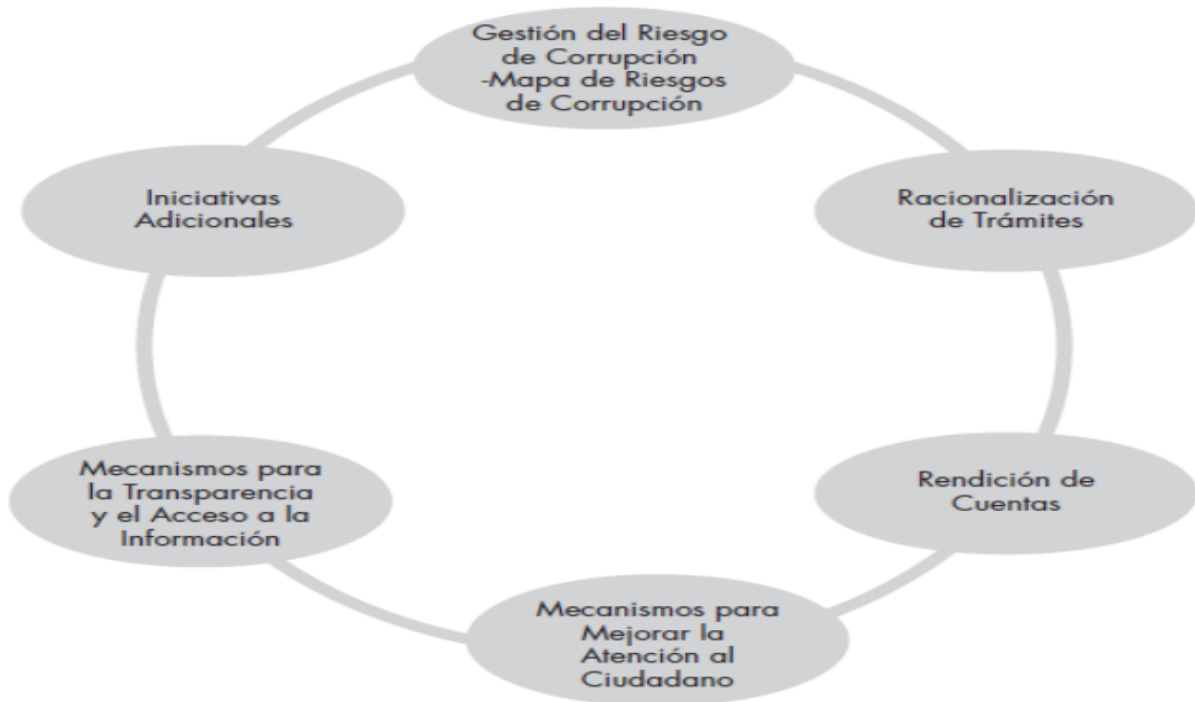 Gestión del Riesgo
de Corrupción
-Mapa de Riesgos
de Corrupción
Iniciativas
Adicionales
Racionalización
de Trámites
Mecanismos para
la Transparencia
y el Acceso a la
Información
Rendición de
Cuentas
Mecanismos para
Mejorar la
Atención al
Ciudadano